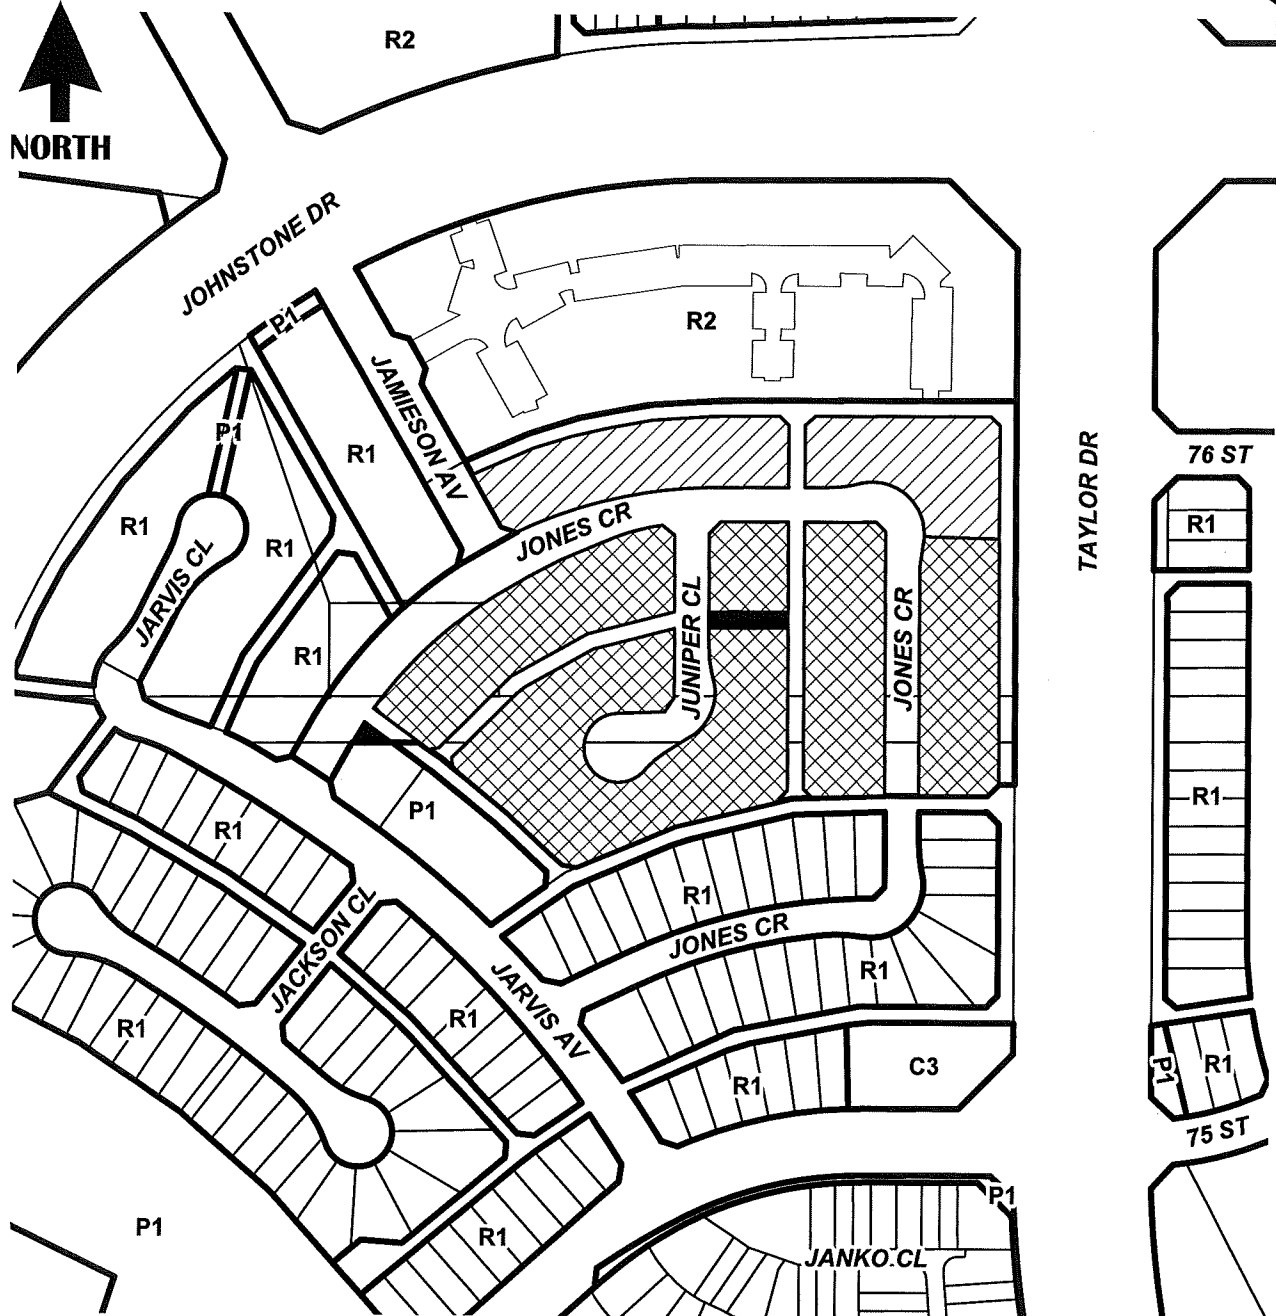 R2
NORTH
JOHNSTONE DR
P1
R2
JAMIESON AV
R1
P1
TAYLOR DR
76 ST
R1
R1
R1
JONES CR
JARVIS CL
R1
JUNIPER CL
JONES CR
P1
R1
R1
R1
JACKSON CL
JONES CR
R1
R1
R1
JARVIS AV
R1
C3
P1
R1
75 ST
P1
P1
R1
JANKO CL